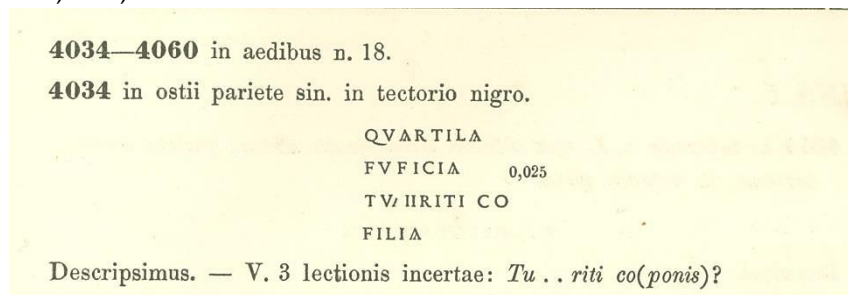 4034—4060 in aedibus n. 18.
4034 in ostii pariete sin. in tectorio nigro.
QVARTILA
FVFICIA 0,025
TV/ IIRITI CO
FILIA
Descripsimus. — V. 3 lectionis incertae: Tu . . riti co(ponis)?